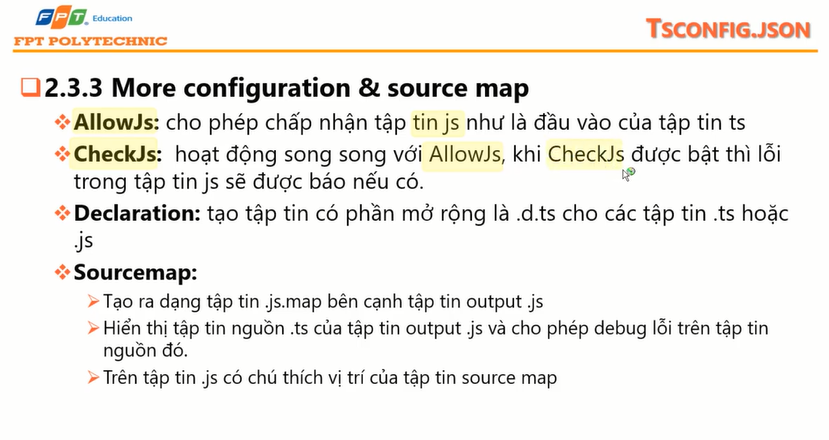 FPT Education
FPT POLYTECHNIC
TSCONFIG.JSON
2.3.3 More configuration & source map
AllowJs: cho phép chấp nhận tập tin js như là đầu vào của tập tin ts
CheckJs: hoạt động song song với AllowJs, khi CheckJs được bật thì lỗi
trong tập tin js sẽ được báo nếu có.
Declaration: tạo tập tin có phần mở rộng là .d.ts cho các tập tin .ts hoặc
.js
Sourcemap:
Tạo ra dạng tập tin .js.map bên cạnh tập tin output .js
Hiển thị tập tin nguồn .ts của tập tin output .js và cho phép debug lỗi trên tập tin
nguồn đó.
Trên tập tin .js có chú thích vị trí của tập tin source map